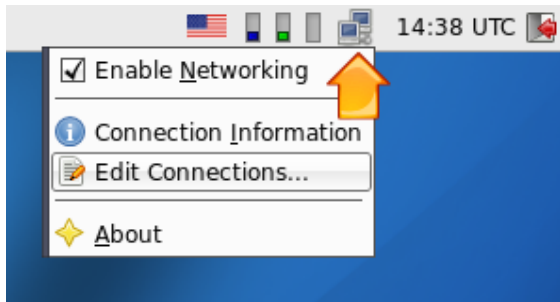 14:38 UTC
Enable Networking
Connection Information
Edit Connections...
About